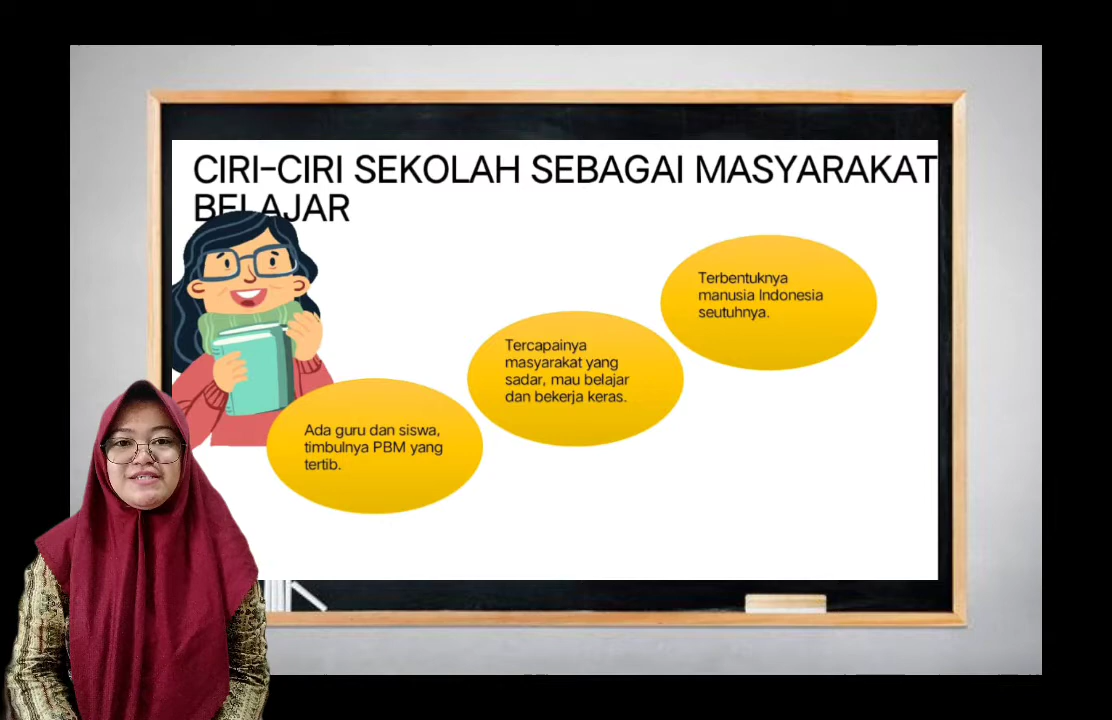 CIRI-CIRI SEKOLAH SEBAGAI MASYARAKAT
BELAJAR
Ada guru dan siswa,
timbulnya PBM yang
tertib.
Tercapainya
masyarakat yang
sadar, mau belajar
dan bekerja keras.
Terbentuknya
manusia Indonesia
seutuhnya.